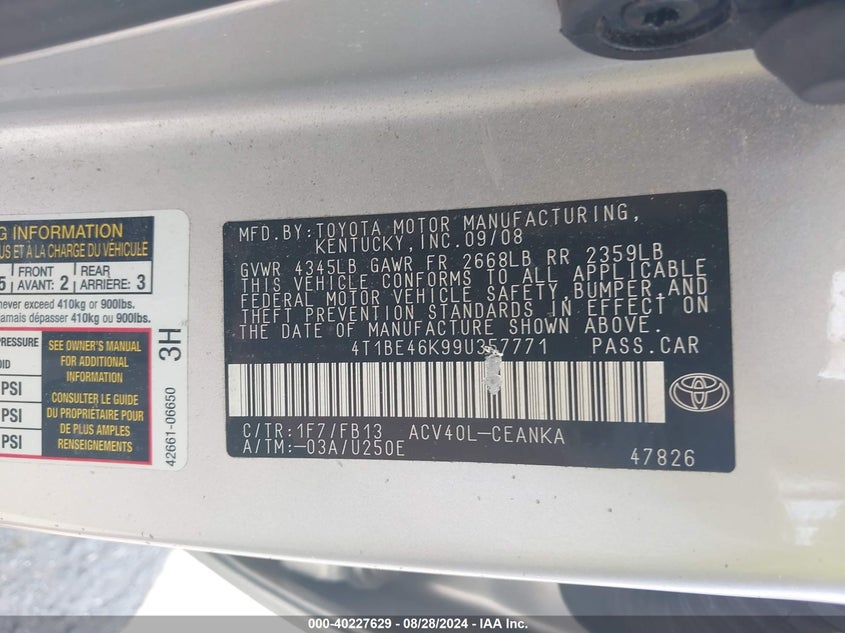 G INFORMATION
US ET À LA CHARGE DU VÉHICULE
5 FRONT AVANT: 2 REAR ARRIÈRE: 3
never exceed 410kg or 900lbs.
jamais dépasser 410kg ou 900lbs.
PRESSURE
OID
PSI
PSI
PSI
SEE OWNER'S MANUAL
FOR ADDITIONAL
INFORMATION
CONSULTER LE GUIDE
DU PROPRIÉTAIRE POUR
DE PLUS AMPLES
RENSEIGNEMENTS
3H
42661-06650
MFD.BY:TOYOTA MOTOR MANUFACTURING,
KENTUCKY,INC.09/08
GVWR 4345LB GAWR FR 2668LB RR 2359LB
THIS VEHICLE CONFORMS TO ALL APPLICABLE
FEDERAL MOTOR VEHICLE SAFETY,BUMPER,AND
THEFT PREVENTION STANDARDS IN EFFECT ON
THE DATE OF MANUFACTURE SHOWN ABOVE.
4T1BE46K99U357771 PASS.CAR
C/TR:1F7/FB13 ACV40L-CEANKA
A/TM:-03A/U250E
47826
000-40227629 - 08/28/2024 - IAAI.COM